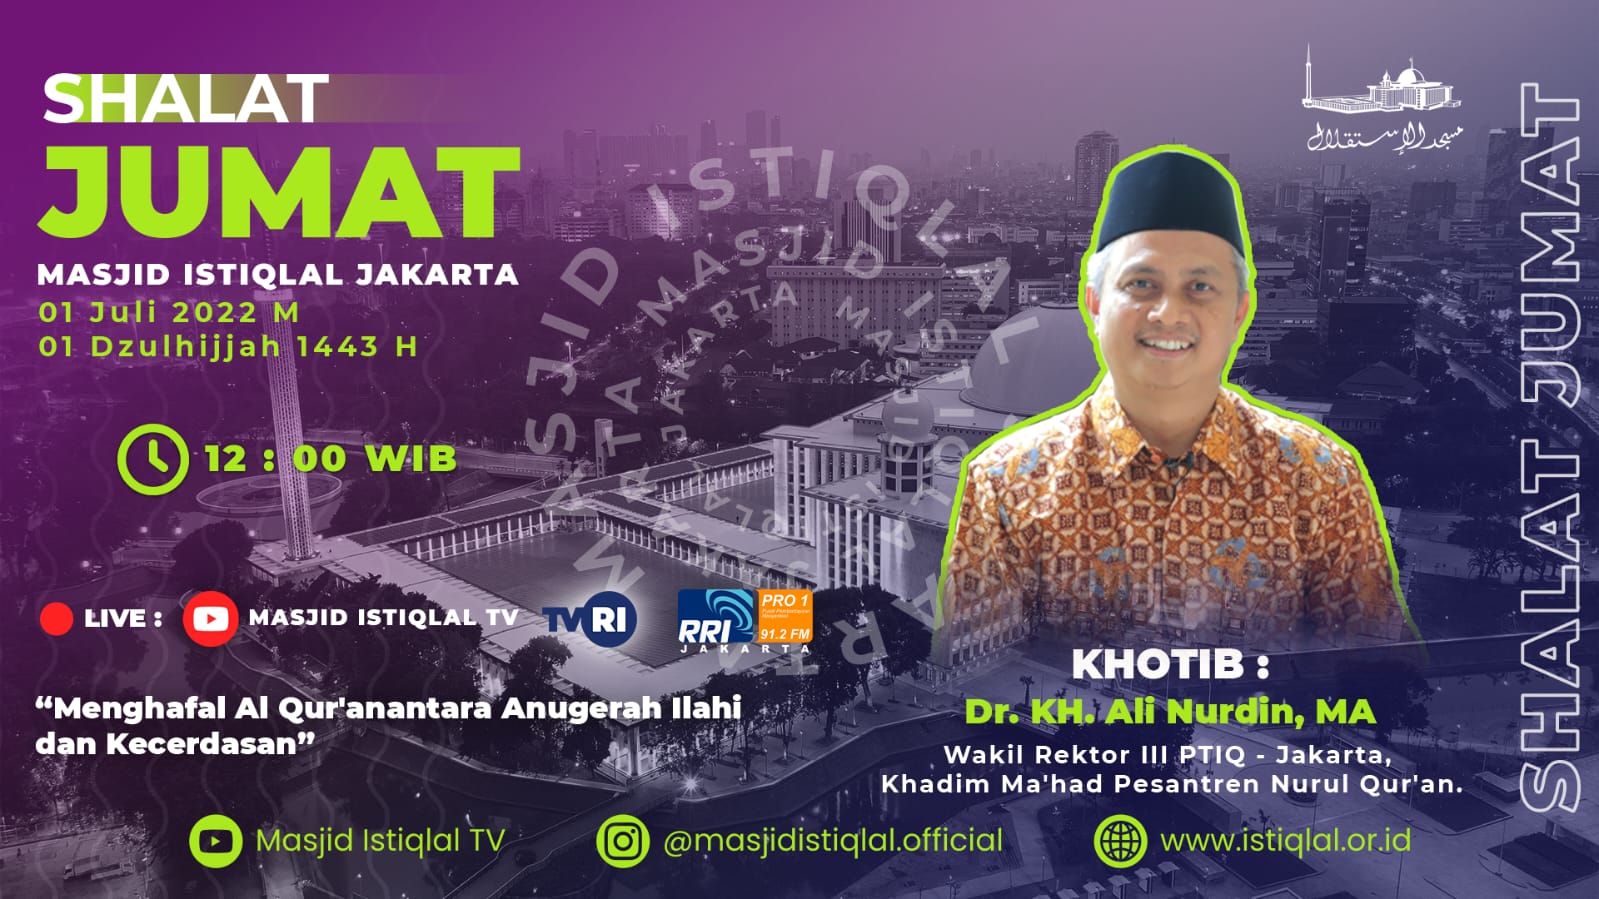 SHALAT
JUMAT
MASJID ISTIQLAL JAKARTA
01 Juli 2022 M
01 Dzulhijjah 1443 H
12 : 00 WIB
LIVE :
MASJID ISTIQLAL TV
TVRI
RRI
JAKARTA
PRO 1
91.2 FM
“Menghafal Al Qur'anantara Anugerah Ilahi
dan Kecerdasan”
مسجد الإستقلال
KHOTIB :
Dr. KH. Ali Nurdin, MA
Wakil Rektor III PTIQ - Jakarta,
Khadim Ma'had Pesantren Nurul Qur'an.
SHALAT JUMAT
MASJID ISTIQLAL JAKARTA
Masjid Istiqlal TV
@masjidistiqlal.official
www.istiqlal.or.id